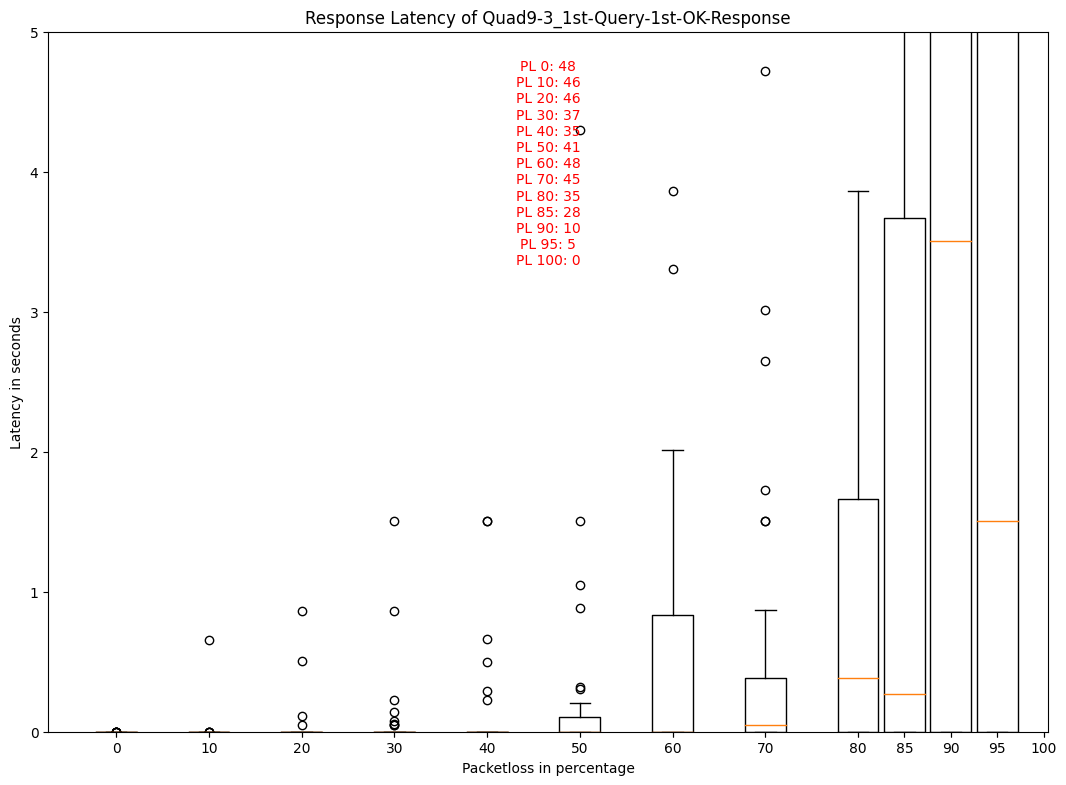 Response Latency of Quad9-3_1st-Query-1st-OK-Response
5
4
3
2
1
0
Latency in seconds
PL 0: 48
PL 10: 46
PL 20: 46
PL 30: 37
PL 40: 35
PL 50: 41
PL 60: 48
PL 70: 45
PL 80: 35
PL 85: 28
PL 90: 10
PL 95: 5
PL 100: 0
0 10 20 30 40 50 60 70 80 85 90 95 100
Packetloss in percentage